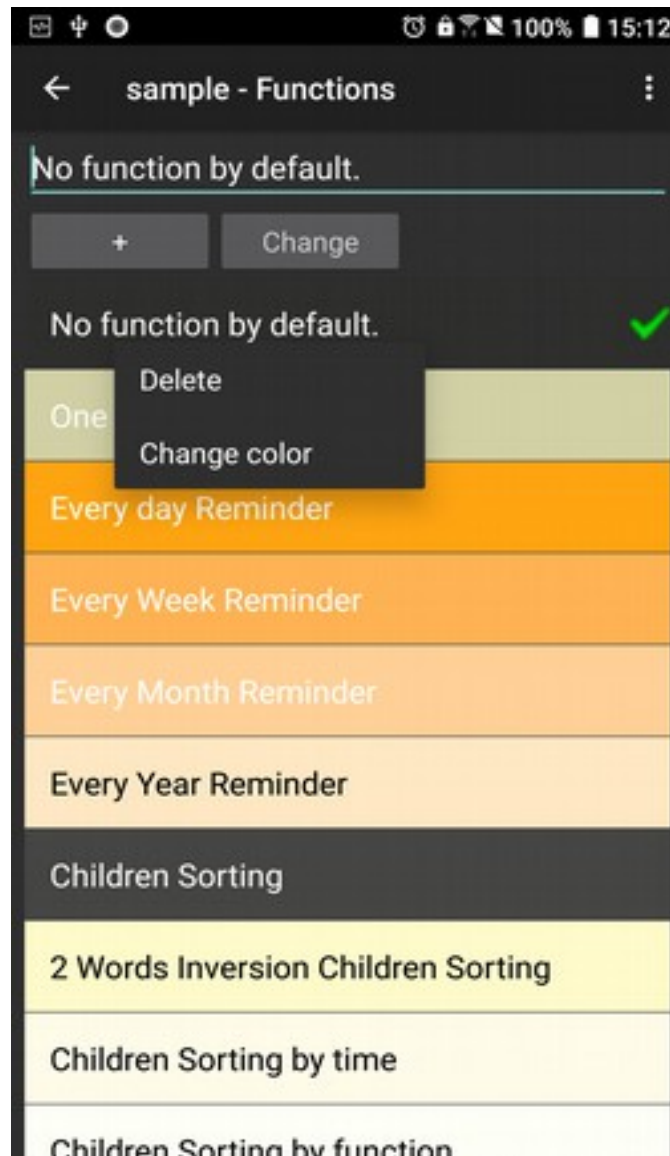 100% 15:12
sample - Functions
No function by default.
+ Change
No function by default.
Delete
One
Change color
Every day Reminder
Every Week Reminder
Every Month Reminder
Every Year Reminder
Children Sorting
2 Words Inversion Children Sorting
Children Sorting by time
Children Sorting by function